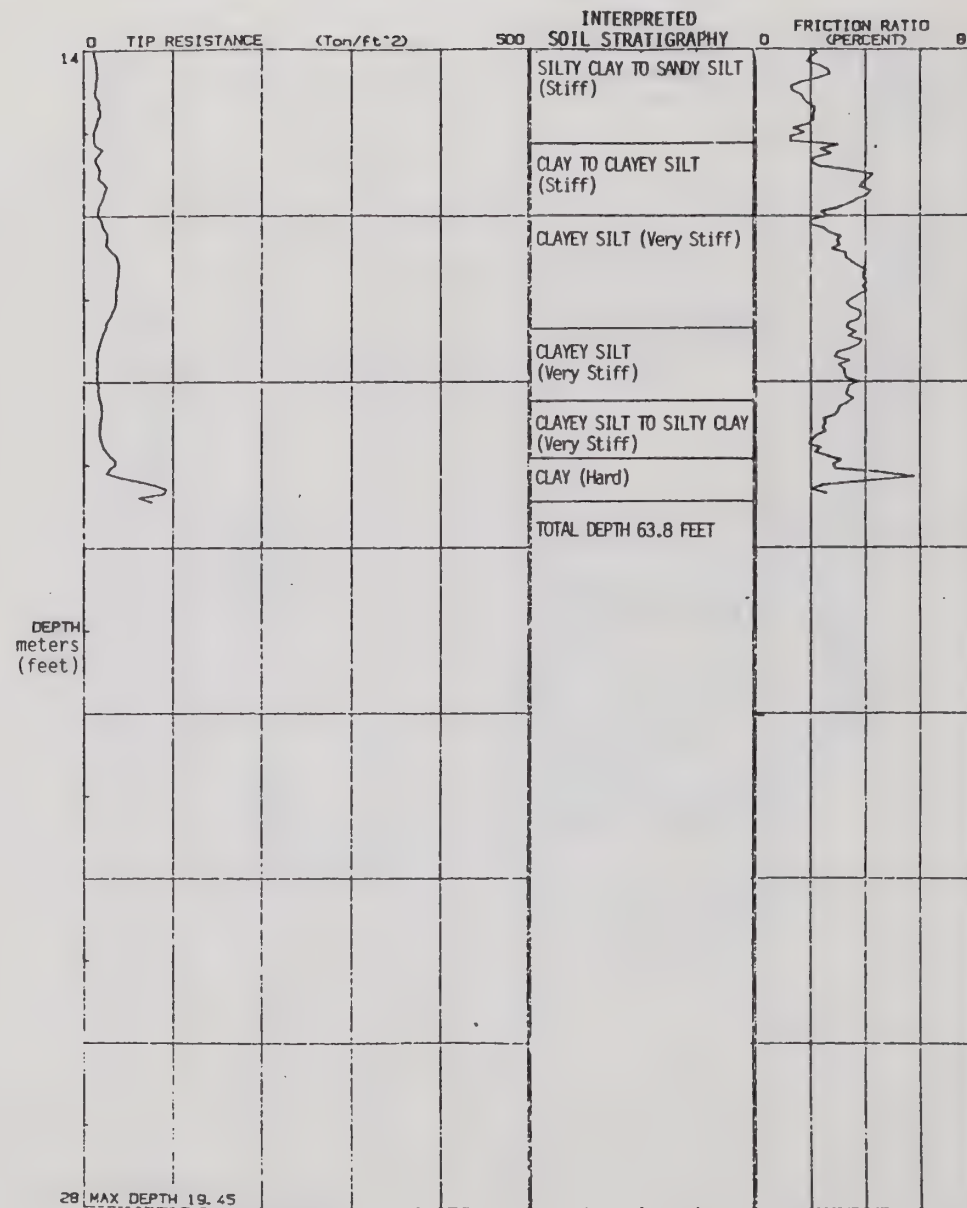 INTERPRETED
SOIL STRATIGRAPHY
0 TIP RESISTANCE (Ton/ft^2) 500
0 FRICTION RATIO (PERCENT) 8
14
SILTY CLAY TO SANDY SILT
(Stiff)
CLAY TO CLAYEY SILT
(Stiff)
CLAYEY SILT (Very Stiff)
CLAYEY SILT
(Very Stiff)
CLAYEY SILT TO SILTY CLAY
(Very Stiff)
CLAY (Hard)
TOTAL DEPTH 63.8 FEET
DEPTH
meters
(feet)
28 MAX DEPTH 19.45